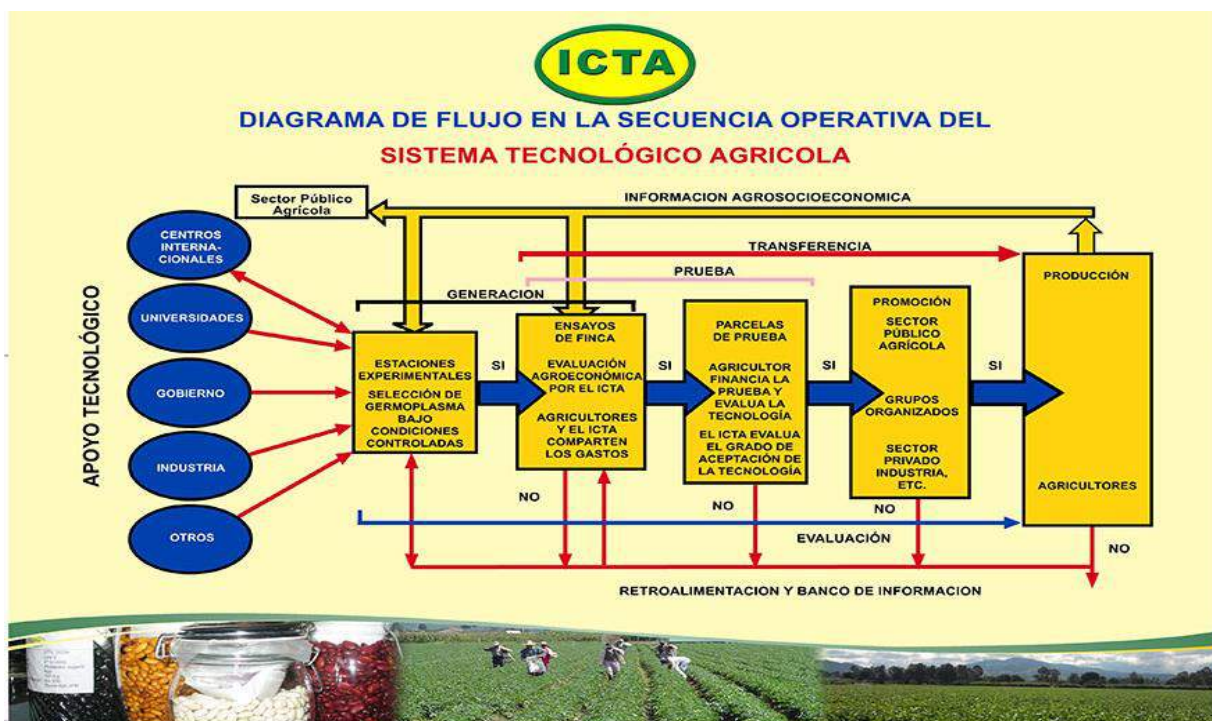 ICTA
DIAGRAMA DE FLUJO EN LA SECUENCIA OPERATIVA DEL
SISTEMA TECNOLÓGICO AGRICOLA
Sector Público
Agrícola
INFORMACION AGROSOCIOECONOMICA
TRANSFERENCIA
PRUEBA
GENERACION
APOYO TECNOLÓGICO
CENTROS
INTERNA-
CIONALES
UNIVERSIDADES
GOBIERNO
INDUSTRIA
OTROS
ESTACIONES
EXPERIMENTALES
SELECCIÓN DE
GERMOPLASMA
BAJO
CONDICIONES
CONTROLADAS
SI
ENSAYOS
DE FINCA
EVALUACIÓN
AGROECONÓMICA
POR EL ICTA
AGRICULTORES
Y EL ICTA
COMPARTEN
LOS GASTOS
SI
PARCELAS
DE PRUEBA
AGRICULTOR
FINANCIA LA
PRUEBA Y
EVALUA LA
TECNOLOGÍA
EL ICTA EVALUA
EL GRADO DE
ACEPTACIÓN DE
LA TECNOLOGÍA
SI
PROMOCIÓN
SECTOR
PÚBLICO
AGRÍCOLA
GRUPOS
ORGANIZADOS
SECTOR
PRIVADO
INDUSTRIA,
ETC.
SI
PRODUCCIÓN
AGRICULTORES
NO
NO
NO
NO
EVALUACIÓN
RETROALIMENTACION Y BANCO DE INFORMACION